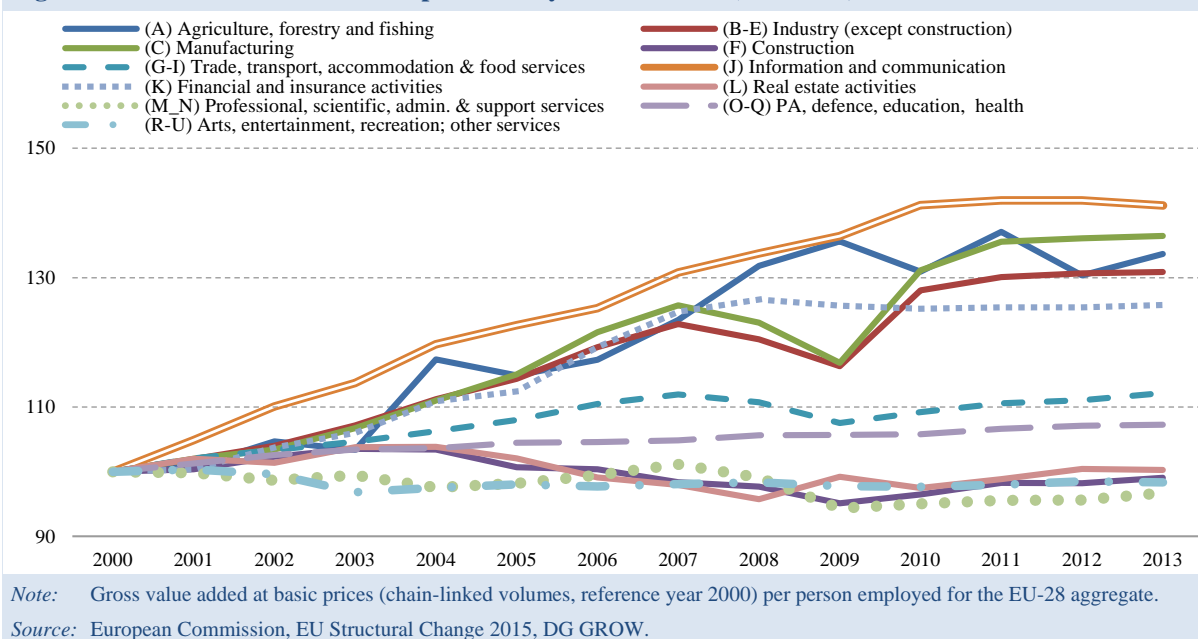 (A) Agriculture, forestry and fishing
(B-E) Industry (except construction)
(C) Manufacturing
(F) Construction
(G-I) Trade, transport, accommodation & food services
(J) Information and communication
(K) Financial and insurance activities
(L) Real estate activities
(M_N) Professional, scientific, admin. & support services
(O-Q) PA, defence, education, health
(R-U) Arts, entertainment, recreation; other services
150
130
110
90
2000 2001 2002 2003 2004 2005 2006 2007 2008 2009 2010 2011 2012 2013
Note: Gross value added at basic prices (chain-linked volumes, reference year 2000) per person employed for the EU-28 aggregate.
Source: European Commission, EU Structural Change 2015, DG GROW.